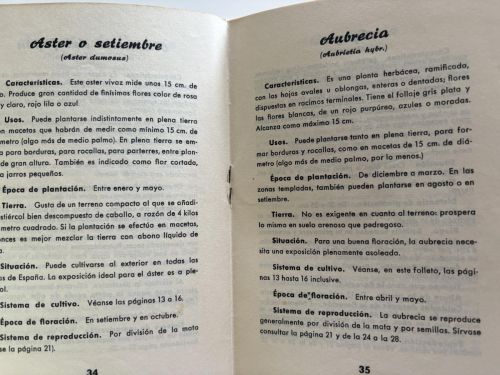 Aster o setiembre
(Aster dumosus)
Características. Este aster vivaz mide unos 15 cm. de
Produce gran cantidad de finísimos flores color de rosa
y claro, rojo lila o azul.
Usos. Puede plantarse indistintamente en plena tierra
en macetas que habrán de medir como mínimo 15 cm. de
metro (algo más de medio palmo). En plena tierra se em-
para borduras, para rocallas, para parterres, entre plan-
de gran altura. También es indicado como flor cortado,
jarros pequeños.
Época de plantación. Entre enero y mayo.
Tierra. Gusta de un terreno compacto al que se añadi-
estiércol bien descompuesto de caballo, a razón de 4 kilos
metro cuadrado. Si la plantación se efectúa en macetas,
onces es mejor mezclar la tierra con abono líquido de
a.
Situación. Puede cultivarse al exterior en todas las
s de España. La exposición ideal para el áster es a ple-
ol.
Sistema de cultivo. Véanse las páginas 13 a 16.
Época de floración. En setiembre y en octubre.
Sistema de reproducción. Por división de la mata
se página 21).
34
Aubrecia
(Aubrietia hybr.)
Características. Es una planta herbácea, ramificada,
con las hojas ovales u oblongas, enteras o dentadas; flores
dispuestas en racimos terminales. Tiene el follaje gris plata y
las flores blancas, de un rojo purpúreo, azules o moradas.
Alcanza como máximo 15 cm.
Usos. Puede plantarse tanto en plena tierra, para for-
mar borduras y rocallas, como en macetas de 15 cm. de diá-
metro (algo más de medio palmo, por lo menos.)
Época de plantación. De diciembre a marzo. En las
zonas templadas, también pueden plantarse en agosto o en
setiembre.
Tierra. No es exigente en cuanto al terreno: prospera
lo mismo en suelo arenoso que pedregoso.
Situación. Para una buena floración, la aubrecia nece-
sita una exposición plenamente asoleada.
Sistema de cultivo. Véanse, en este folleto, las pági-
nas 13 hasta 16 inclusive.
Época de floración. Entre abril y mayo.
Sistema de reproducción. La aubrecia se reproduce
generalmente por división de la mata y por semillos. Sírvase
consultar la página 21 y de la 24 a la 28.
35